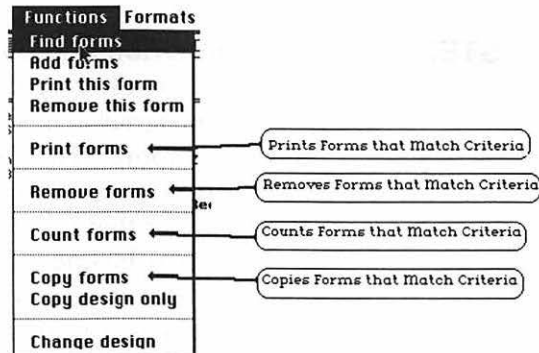 Functions Formats
Find forms
Add forms
Print this form
Remove this form
Print forms
Prints Forms that Match Criteria
Remove forms
Removes Forms that Match Criteria
Count forms
Counts Forms that Match Criteria
Copy forms
Copies Forms that Match Criteria
Copy design only
Change design